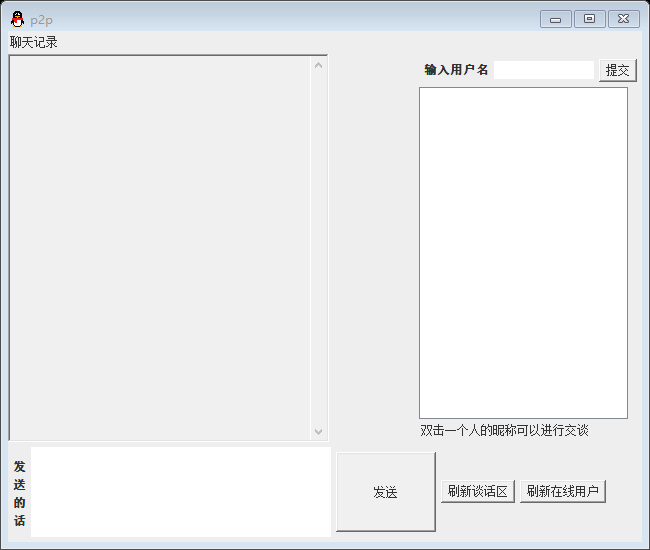 p2p
聊天记录
输入用户名
提交
双击一个人的昵称可以进行交谈
发
送
的
话
发送
刷新谈话区
刷新在线用户